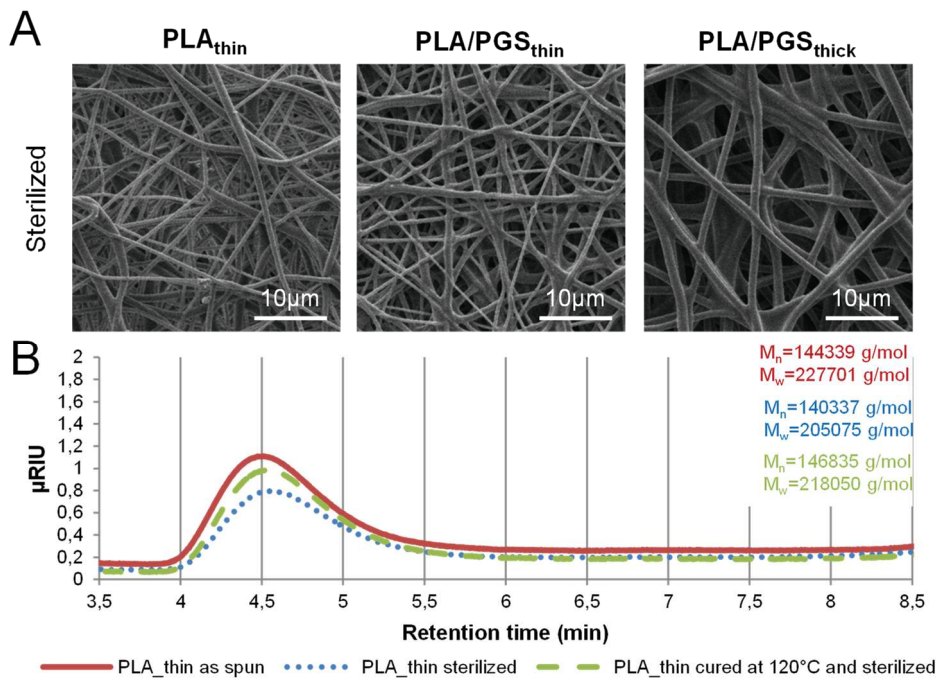 A
PLAthin
PLA/PGSthin
PLA/PGSthick
Sterilized
10µm
10µm
10µm
B
Mn=144339 g/mol
Mw=227701 g/mol
Mn=140337 g/mol
Mw=205075 g/mol
Mn=146835 g/mol
Mw=218050 g/mol
µRIU
2
1,8
1,6
1,4
1,2
1
0,8
0,6
0,4
0,2
0
3,5 4 4,5 5 5,5 6 6,5 7 7,5 8 8,5
Retention time (min)
PLA_thin as spun
PLA_thin sterilized
PLA_thin cured at 120°C and sterilized